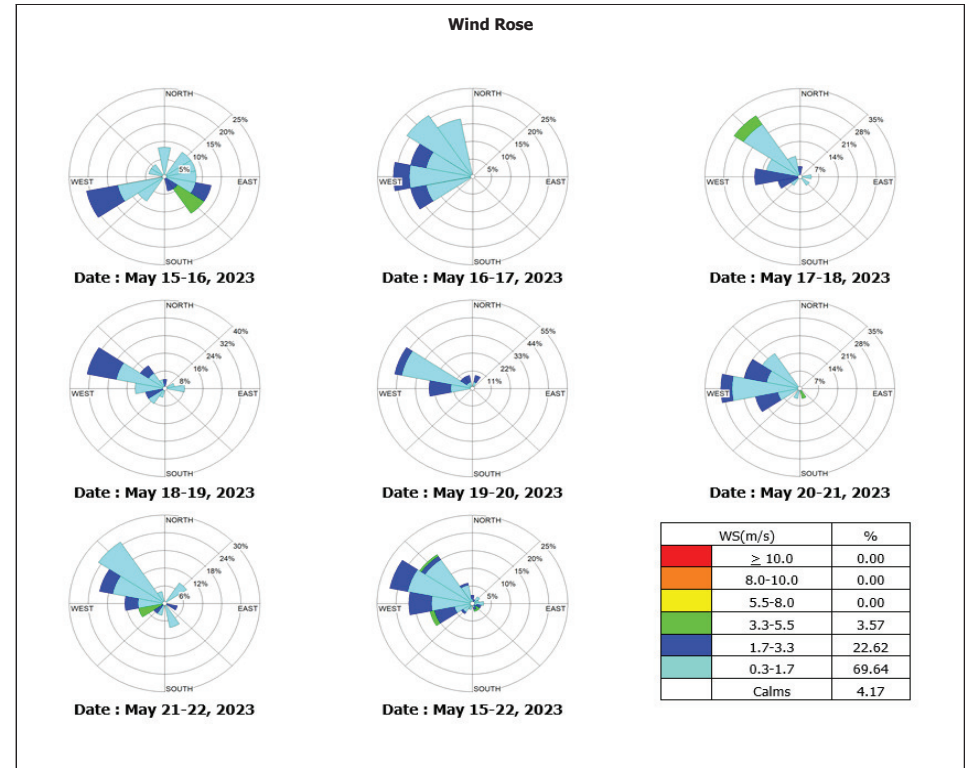 Wind Rose
NORTH
25%
20%
15%
10%
5%
WEST
EAST
SOUTH
Date : May 15-16, 2023
NORTH
25%
20%
15%
10%
5%
WEST
EAST
SOUTH
Date : May 16-17, 2023
NORTH
35%
28%
21%
14%
7%
WEST
EAST
SOUTH
Date : May 17-18, 2023
NORTH
40%
32%
24%
16%
8%
WEST
EAST
SOUTH
Date : May 18-19, 2023
NORTH
55%
44%
33%
22%
11%
WEST
EAST
SOUTH
Date : May 19-20, 2023
NORTH
35%
28%
21%
14%
7%
WEST
EAST
SOUTH
Date : May 20-21, 2023
NORTH
30%
24%
18%
12%
6%
WEST
EAST
SOUTH
Date : May 21-22, 2023
NORTH
25%
20%
15%
10%
5%
WEST
EAST
SOUTH
Date : May 15-22, 2023
WS(m/s) %
≥ 10.0 0.00
8.0-10.0 0.00
5.5-8.0 0.00
3.3-5.5 3.57
1.7-3.3 22.62
0.3-1.7 69.64
Calms 4.17